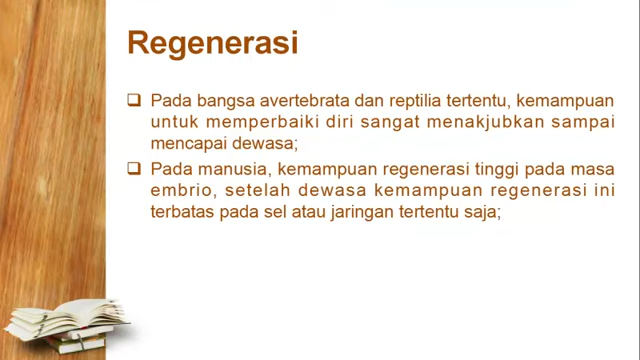 Regenerasi
❑ Pada bangsa avertebrata dan reptilia tertentu, kemampuan
untuk memperbaiki diri sangat menakjubkan sampai
mencapai dewasa;
❑ Pada manusia, kemampuan regenerasi tinggi pada masa
embrio, setelah dewasa kemampuan regenerasi ini
terbatas pada sel atau jaringan tertentu saja;